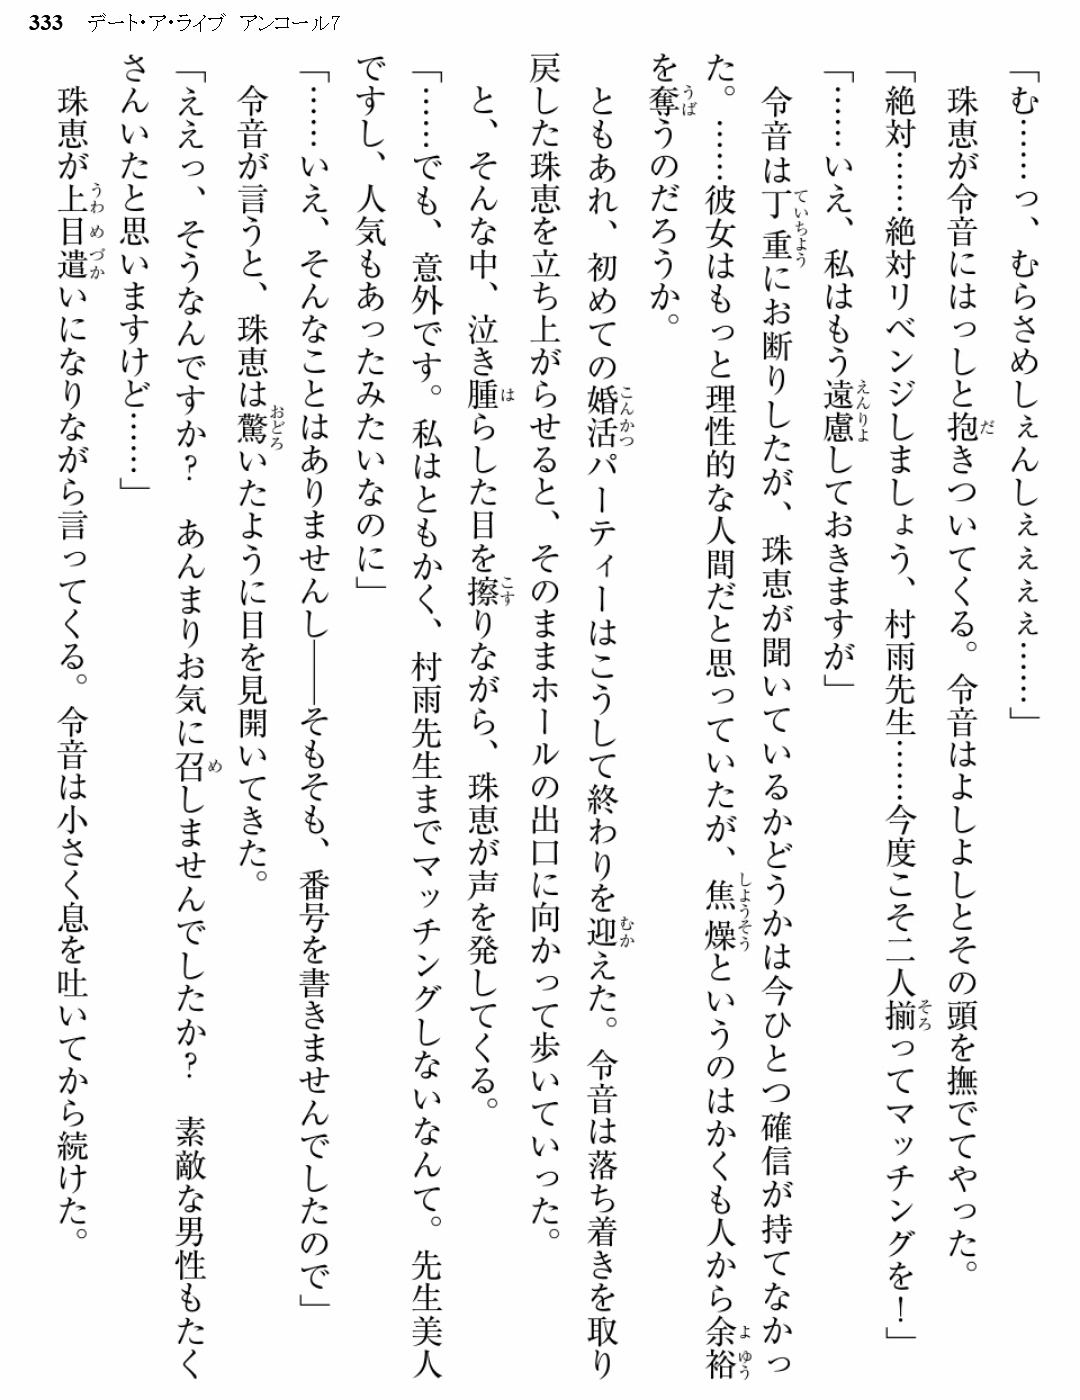 333 デート・ア・ライブ アンコール7
「む……っ、むらさめしぇんしぇぇぇぇ……」
珠恵が令音にはっしと抱きついてくる。令音はよしよしとその頭を撫でてやった。
「絶対……絶対リベンジしましょう、村雨先生……今度こそ二人揃ってマッチングを！」
「……いえ、私はもう遠慮しておきますが」
令音は丁重にお断りしたが、珠恵が聞いているかどうかは今ひとつ確信が持てなかっ
た。……彼女はもっと理性的な人間だと思っていたが、焦燥というのはかくも人から余裕
を奪うのだろうか。
ともあれ、初めての婚活パーティーはこうして終わりを迎えた。令音は落ち着きを取り
戻した珠恵を立ち上がらせると、そのままホールの出口に向かって歩いていった。
と、そんな中、泣き腫らした目を擦りながら、珠恵が声を発してくる。
「……でも、意外です。私はともかく、村雨先生までマッチングしないなんて。先生美人
ですし、人気もあったみたいなのに」
「……いえ、そんなことはありませんし――そもそも、番号を書きませんでしたので」
令音が言うと、珠恵は驚いたように目を見開いてきた。
「ええっ、そうなんですか？　あんまりお気に召しませんでしたか？　素敵な男性もたく
さんいたと思いますけど……」
珠恵が上目遣いになりながら言ってくる。令音は小さく息を吐いてから続けた。